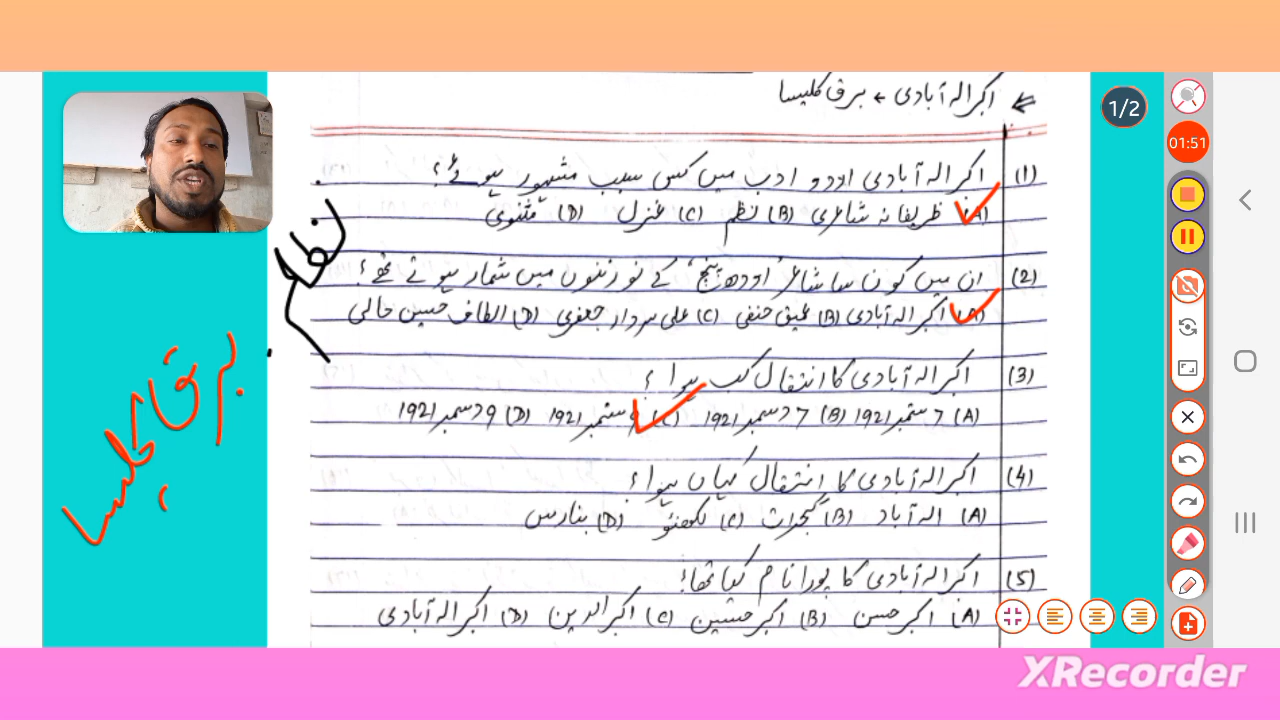 اکبر الہ آبادی ← برق کلیسا
1/2
01:51
(1) اکبر الہ آبادی اردو ادب میں کس سبب مشہور ہوئے؟
(A) ظریفانہ شاعری (B) نظم (C) غزل (D) مثنوی
(2) ان میں کون سا شاعر "اودھ پنچ" کے نو رتنوں میں شمار ہوتے تھے؟
(A) اکبر الہ آبادی (B) عمیق حنفی (C) علی سردار جعفری (D) الطاف حسین حالی
(3) اکبر الہ آبادی کا انتقال کب ہوا؟
(A) 7 ستمبر 1921 (B) 7 دسمبر 1921 (C) 9 ستمبر 1921 (D) 9 دسمبر 1921
(4) اکبر الہ آبادی کا انتقال کہاں ہوا؟
(A) الہ آباد (B) گجرات (C) لکھنؤ (D) بنارس
(5) اکبر الہ آبادی کا پورا نام کیا تھا؟
(A) اکبر حسن (B) اکبر حسین (C) اکبر الدین (D) اکبر الہ آبادی
نظم
برق کلیسا
XRecorder